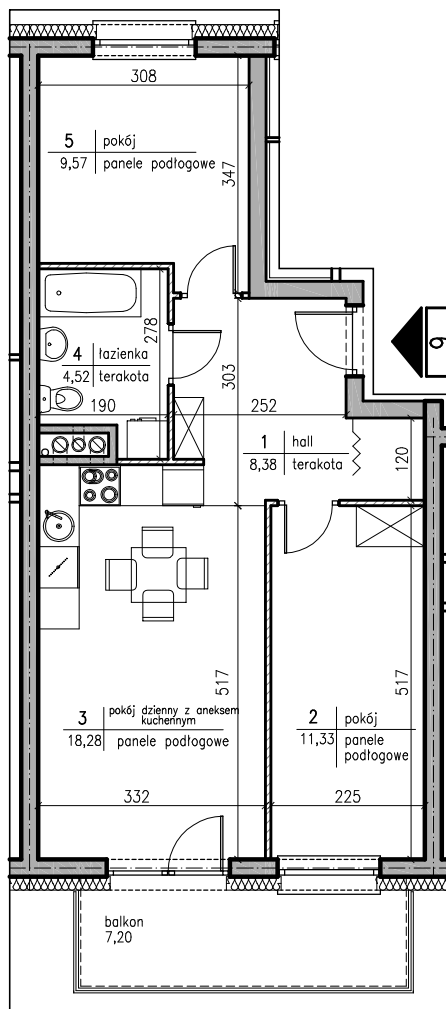 308
5 pokój
9,57 panele podłogowe
347
4 łazienka
4,52 terakota
278
190
303
252
1 hall
8,38 terakota
120
9
3 pokój dzienny z aneksem
kuchennym
18,28 panele podłogowe
517
2 pokój
11,33 panele
podłogowe
517
332
225
balkon
7,20